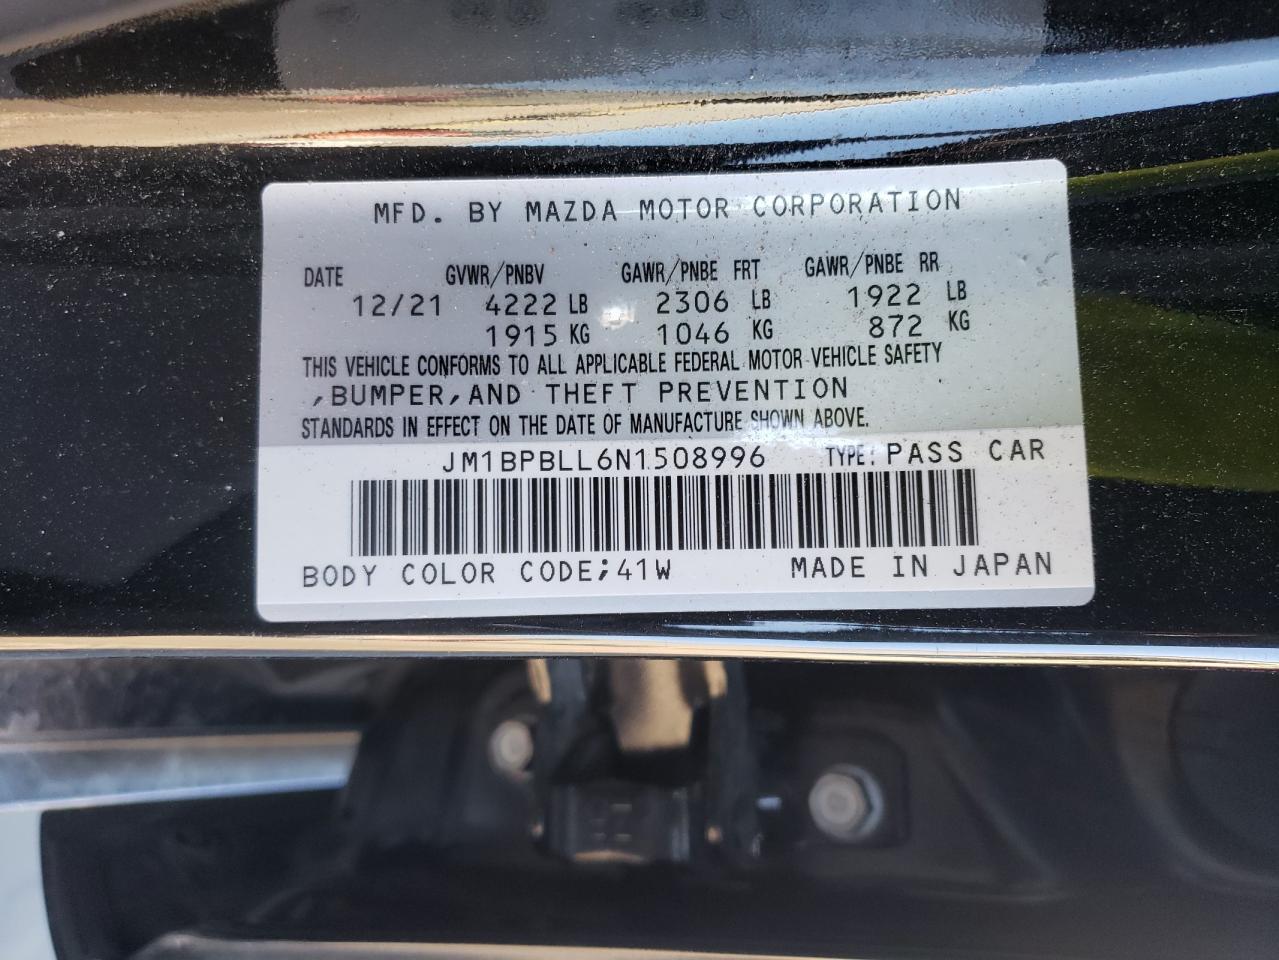 MFD. BY MAZDA MOTOR CORPORATION
DATE GVWR/PNBV GAWR/PNBE FRT GAWR/PNBE RR
12/21 4222 LB 2306 LB 1922 LB
1915 KG 1046 KG 872 KG
THIS VEHICLE CONFORMS TO ALL APPLICABLE FEDERAL MOTOR VEHICLE SAFETY
,BUMPER,AND THEFT PREVENTION
STANDARDS IN EFFECT ON THE DATE OF MANUFACTURE SHOWN ABOVE.
JM1BPBLL6N1508996 TYPE: PASS CAR
BODY COLOR CODE;41W MADE IN JAPAN